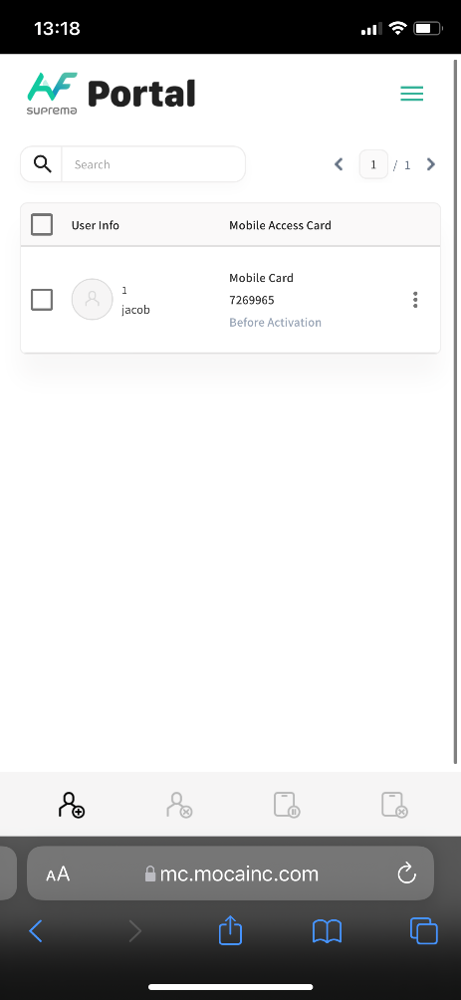 13:18
suprema
Portal
Search
1 / 1
User Info
Mobile Access Card
1
jacob
Mobile Card
7269965
Before Activation
AA
mc.mocainc.com